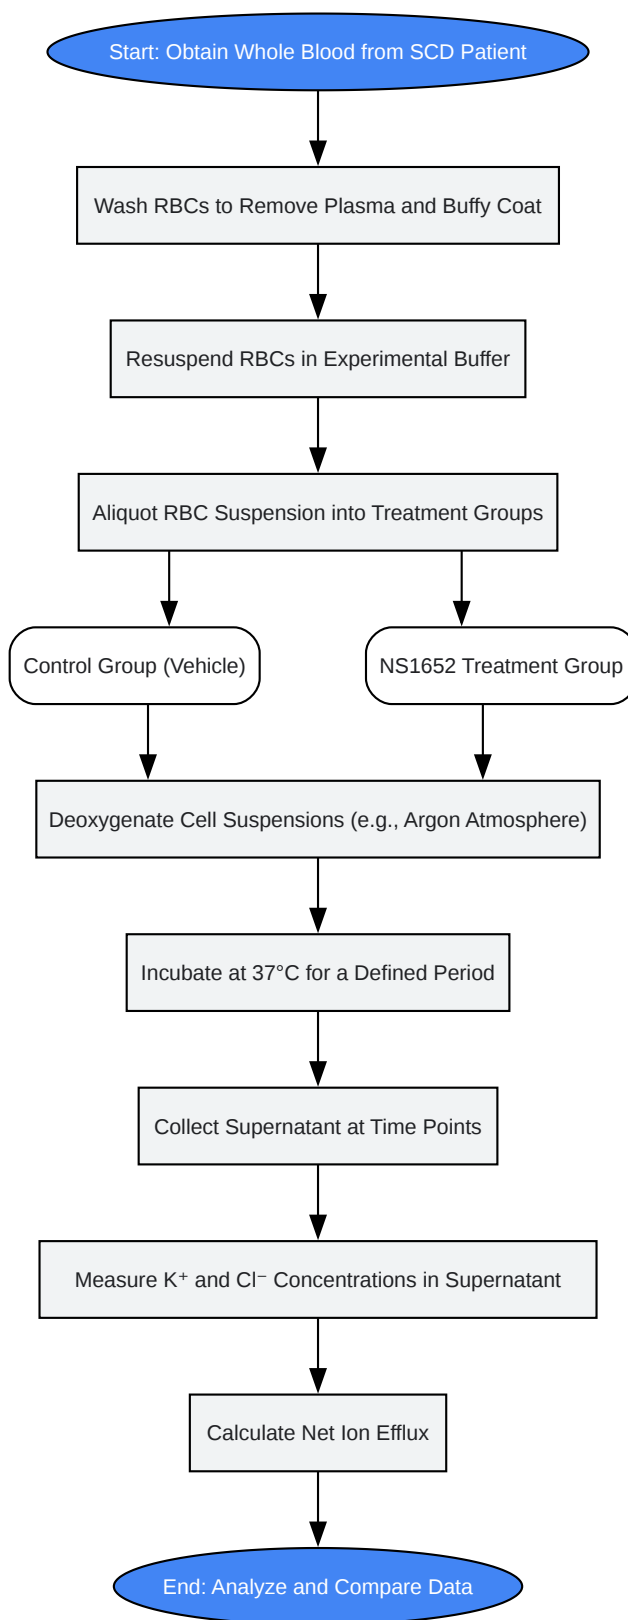 Start: Obtain Whole Blood from SCD Patient
Wash RBCs to Remove Plasma and Buffy Coat
Resuspend RBCs in Experimental Buffer
Aliquot RBC Suspension into Treatment Groups
Control Group (Vehicle)
NS1652 Treatment Group
Deoxygenate Cell Suspensions (e.g., Argon Atmosphere)
Incubate at 37°C for a Defined Period
Collect Supernatant at Time Points
Measure K⁺ and Cl⁻ Concentrations in Supernatant
Calculate Net Ion Efflux
End: Analyze and Compare Data